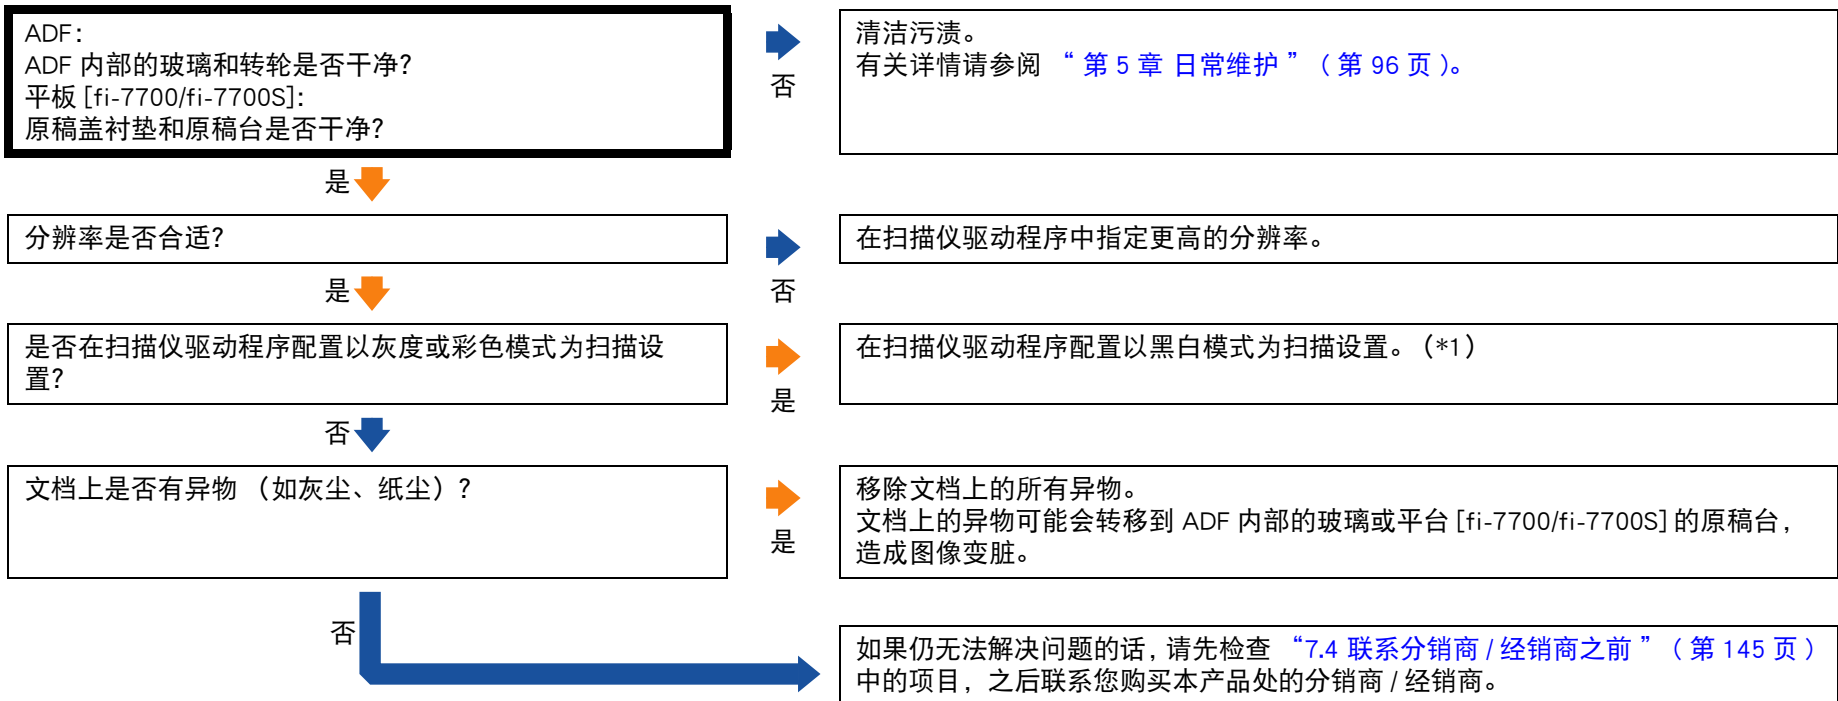 ADF：
ADF 内部的玻璃和转轮是否干净？
平板 [fi-7700/fi-7700S]：
原稿盖衬垫和原稿台是否干净？
否
清洁污渍。
有关详情请参阅 “ 第 5 章 日常维护 ”（ 第 96 页 ）。
是
分辨率是否合适？
否
在扫描仪驱动程序中指定更高的分辨率。
是
是否在扫描仪驱动程序配置以灰度或彩色模式为扫描设
置？
是
在扫描仪驱动程序配置以黑白模式为扫描设置。（*1）
否
文档上是否有异物 （如灰尘、纸尘）？
是
移除文档上的所有异物。
文档上的异物可能会转移到 ADF 内部的玻璃或平台 [fi-7700/fi-7700S] 的原稿台，
造成图像变脏。
否
如果仍无法解决问题的话，请先检查 “7.4 联系分销商 / 经销商之前 ”（ 第 145 页 ）
中的项目，之后联系您购买本产品处的分销商 / 经销商。